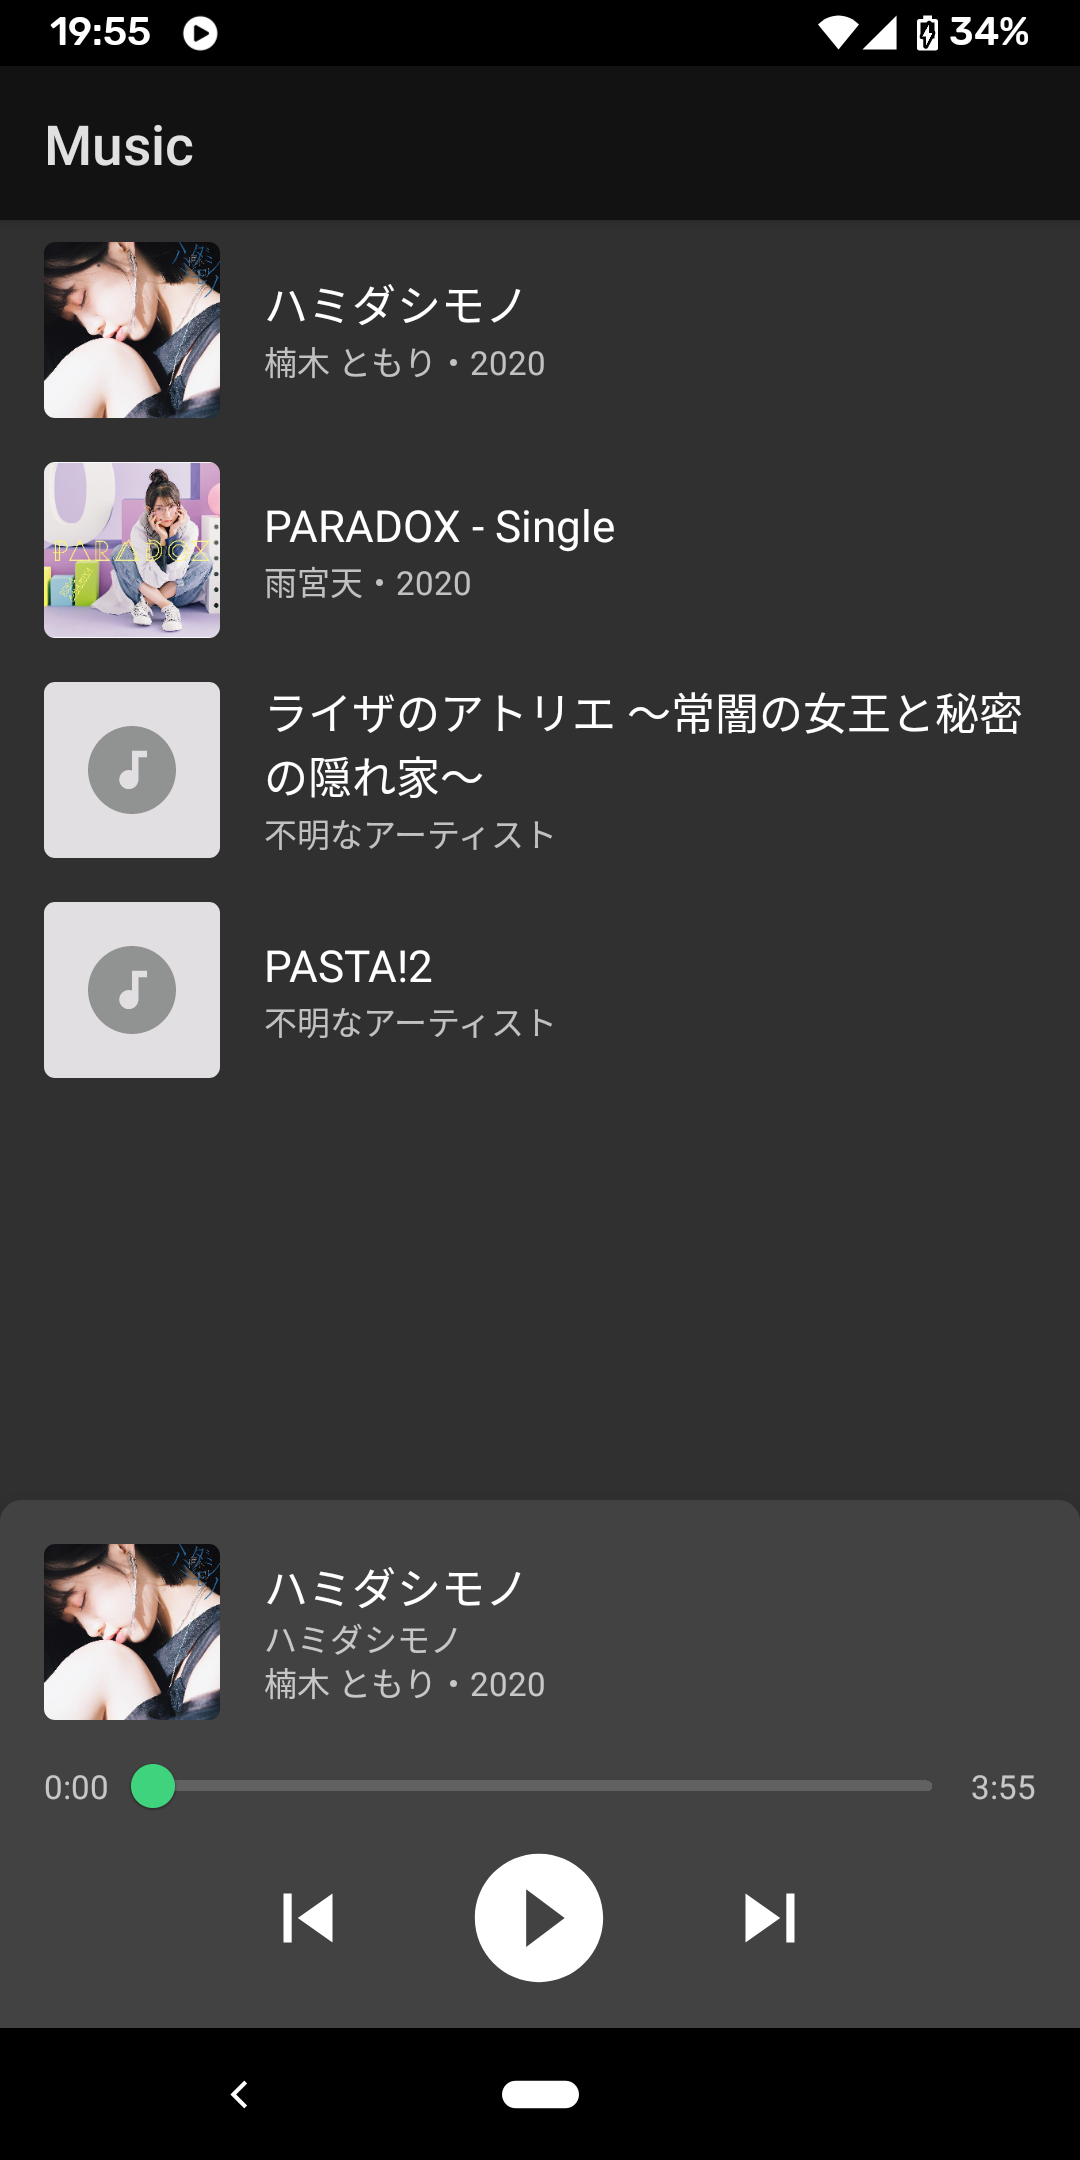 19:55
34%
Music
ハミダシモノ
楠木 ともり・2020
PARADOX
PARADOX - Single
雨宮天・2020
ライザのアトリエ ～常闇の女王と秘密
の隠れ家～
不明なアーティスト
PASTA!2
不明なアーティスト
ハミダシモノ
ハミダシモノ
楠木 ともり・2020
0:00
3:55